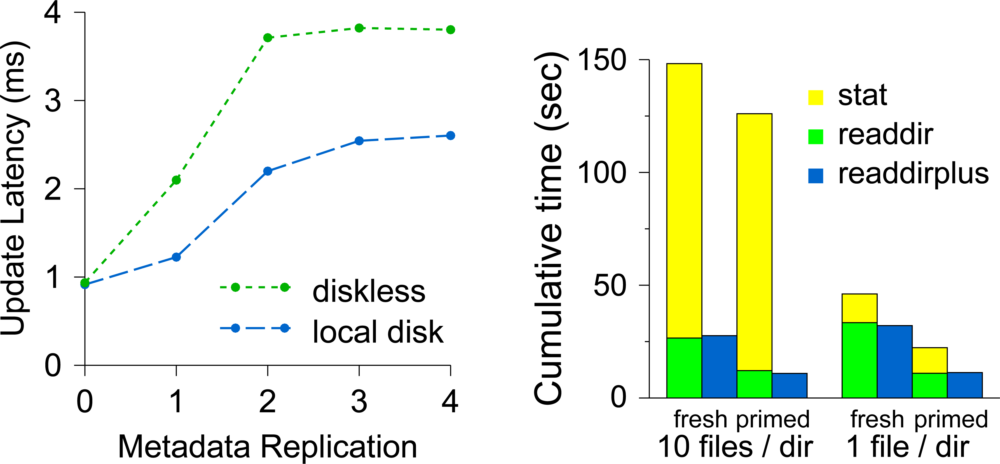 Update Latency (ms)
4
3
2
1
0
0 1 2 3 4
Metadata Replication
diskless
local disk
Cumulative time (sec)
150
100
50
0
stat
readdir
readdirplus
fresh primed fresh primed
10 files / dir 1 file / dir